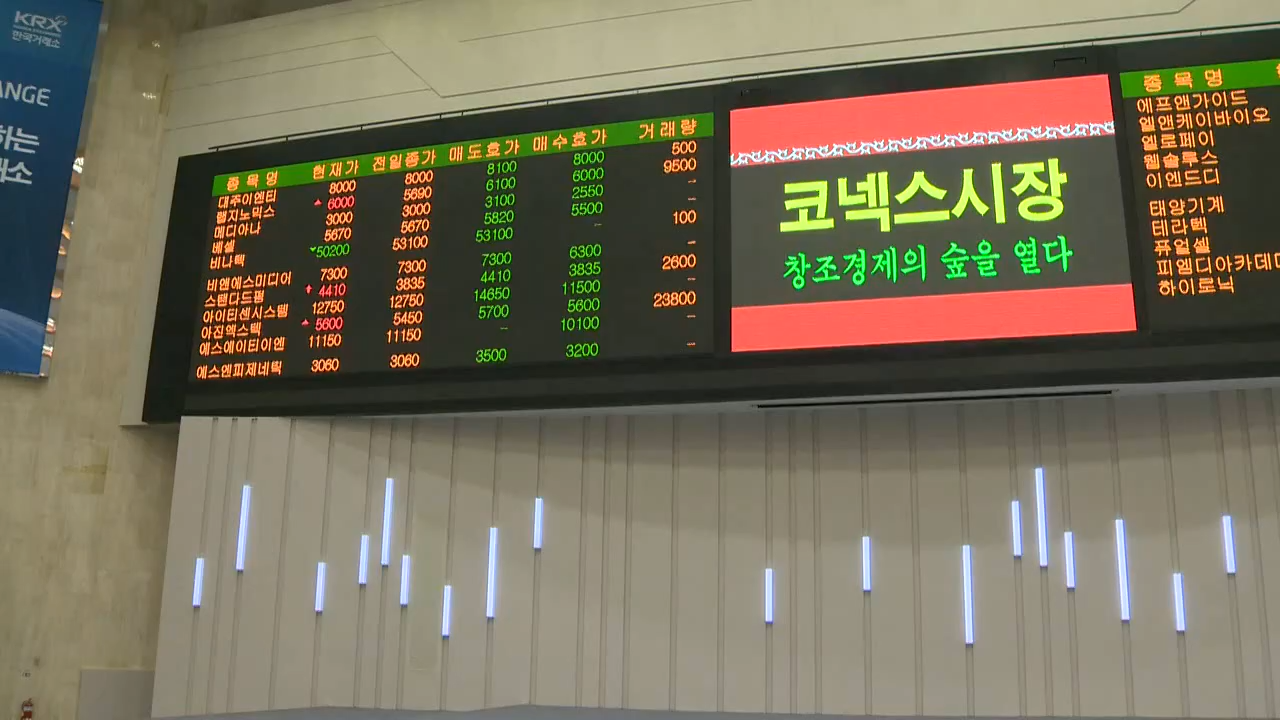 KRX
한국거래소
ANGE
하는
래소
종목명 현재가 전일종가 매도호가 매수호가 거래량
대주이엔티 8000 8000 8100 8000 500
랩지노믹스 ▲ 6000 5690 6100 6000 9500
메디아나 3000 3000 3100 2550 --
베셀 5670 5670 5820 5500 100
비나텍 ▼50200 53100 53100 -- --
비앤에스미디어 7300 7300 7300 6300 2600
스탠다드펌 ↑ 4410 3835 4410 3835 --
아이티센시스템 12750 12750 14650 11500 23800
아진엑스텍 ▲ 5600 5450 5700 5600 --
에스에이티이엔 11150 11150 -- 10100 --
에스엔피제네틱 3060 3060 3500 3200 --
코넥스시장
창조경제의 숲을 열다
종목명
에프앤가이드
엘앤케이바이오
엘로페이
웹솔루스
이엔드디
태양기계
테라텍
퓨얼셀
피엠디아카데미
하이로닉